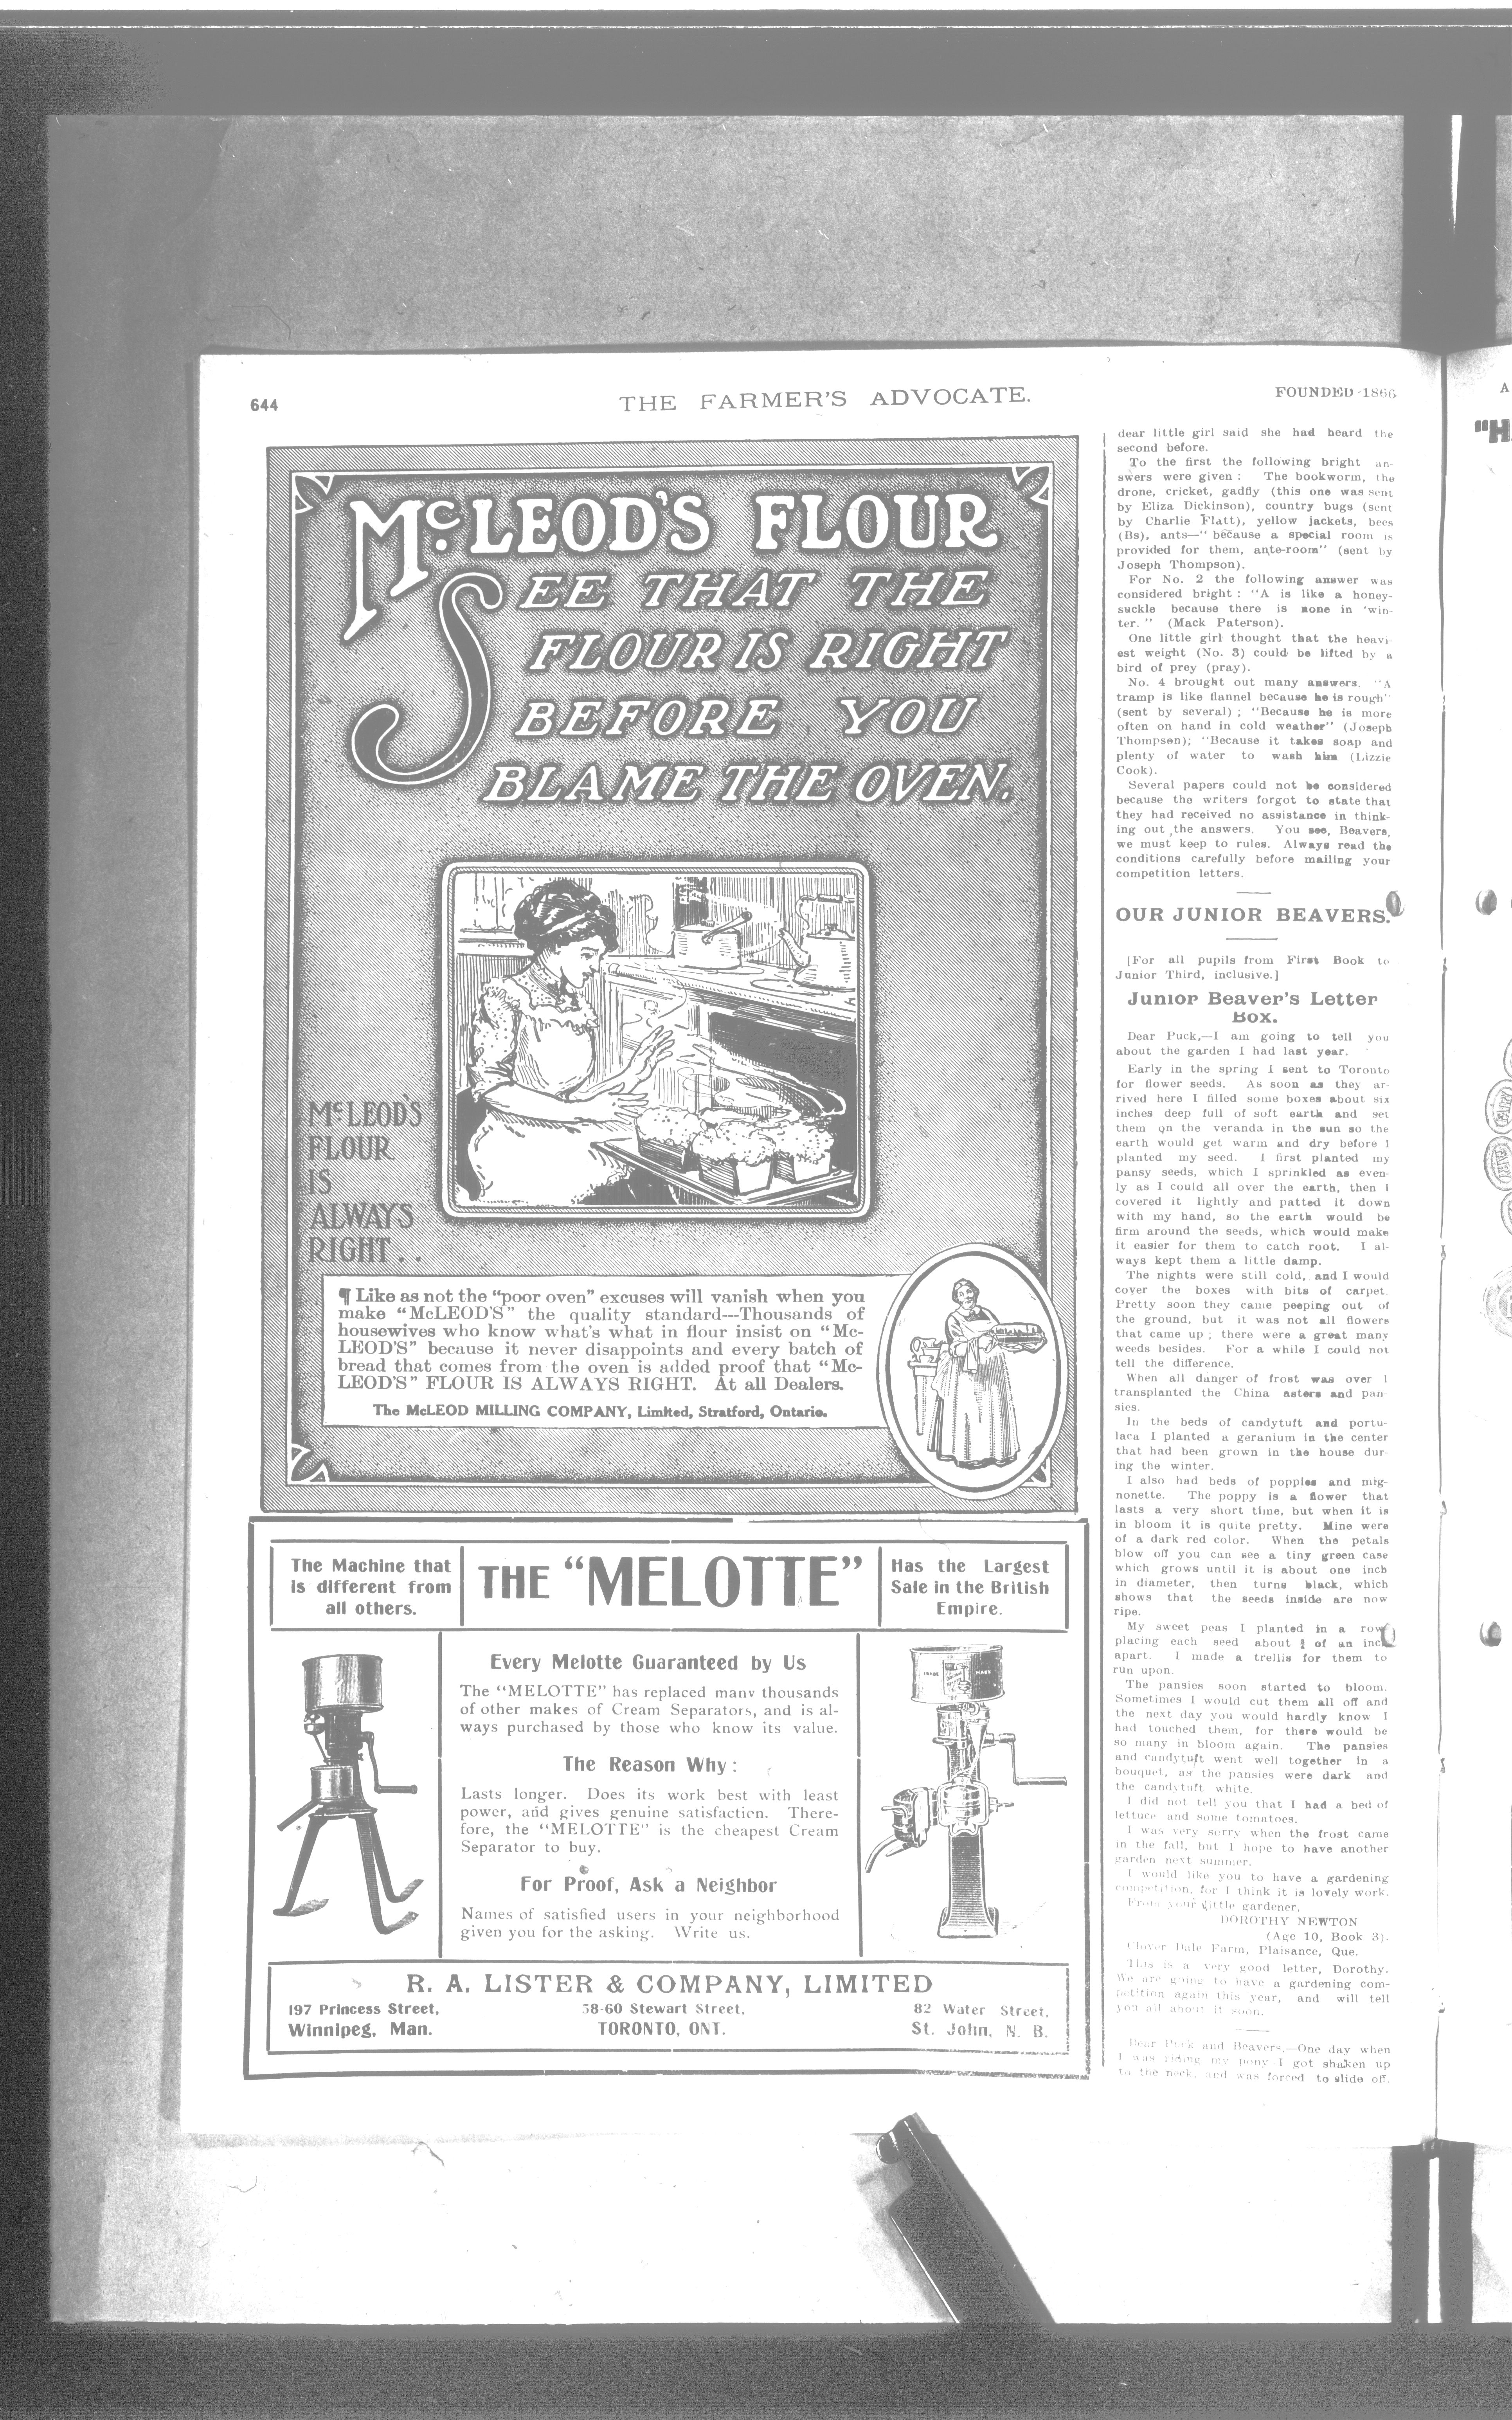 644
THE FARMER'S ADVOCATE.
FOUNDED 1866
McLEOD'S FLOUR
SEE THAT THE
FLOUR IS RIGHT
BEFORE YOU
BLAME THE OVEN.
McLEOD'S
FLOUR
IS
ALWAYS
RIGHT . .
¶ Like as not the "poor oven" excuses will vanish when you
make "McLEOD'S" the quality standard---Thousands of
housewives who know what's what in flour insist on "Mc-
LEOD'S" because it never disappoints and every batch of
bread that comes from the oven is added proof that "Mc-
LEOD'S" FLOUR IS ALWAYS RIGHT. At all Dealers.
The McLEOD MILLING COMPANY, Limited, Stratford, Ontario.
The Machine that
is different from
all others.
THE "MELOTTE"
Has the Largest
Sale in the British
Empire.
Every Melotte Guaranteed by Us
The "MELOTTE" has replaced many thousands
of other makes of Cream Separators, and is al-
ways purchased by those who know its value.
The Reason Why:
Lasts longer. Does its work best with least
power, and gives genuine satisfaction. There-
fore, the "MELOTTE" is the cheapest Cream
Separator to buy.
For Proof, Ask a Neighbor
Names of satisfied users in your neighborhood
given you for the asking. Write us.
R. A. LISTER & COMPANY, LIMITED
197 Princess Street,
Winnipeg, Man.
58-60 Stewart Street,
TORONTO, ONT.
82 Water Street,
St. John, N. B.
dear little girl said she had heard the
second before.
To the first the following bright an-
swers were given : The bookworm, the
drone, cricket, gadfly (this one was sent
by Eliza Dickinson), country bugs (sent
by Charlie Flatt), yellow jackets, bees
(Bs), ants—" because a special room is
provided for them, ante-room" (sent by
Joseph Thompson).
For No. 2 the following answer was
considered bright : "A is like a honey-
suckle because there is none in 'win-
ter. " (Mack Paterson).
One little girl thought that the heavi-
est weight (No. 3) could be lifted by a
bird of prey (pray).
No. 4 brought out many answers. "A
tramp is like flannel because he is rough"
(sent by several) ; "Because he is more
often on hand in cold weather" (Joseph
Thompson); "Because it takes soap and
plenty of water to wash him (Lizzie
Cook).
Several papers could not be considered
because the writers forgot to state that
they had received no assistance in think-
ing out the answers. You see, Beavers,
we must keep to rules. Always read the
conditions carefully before mailing your
competition letters.
OUR JUNIOR BEAVERS.
[For all pupils from First Book to
Junior Third, inclusive.]
Junior Beaver's Letter
Box.
Dear Puck,—I am going to tell you
about the garden I had last year.
Early in the spring I sent to Toronto
for flower seeds. As soon as they ar-
rived here I filled some boxes about six
inches deep full of soft earth and set
them on the veranda in the sun so the
earth would get warm and dry before I
planted my seed. I first planted my
pansy seeds, which I sprinkled as even-
ly as I could all over the earth, then I
covered it lightly and patted it down
with my hand, so the earth would be
firm around the seeds, which would make
it easier for them to catch root. I al-
ways kept them a little damp.
The nights were still cold, and I would
cover the boxes with bits of carpet.
Pretty soon they came peeping out of
the ground, but it was not all flowers
that came up ; there were a great many
weeds besides. For a while I could not
tell the difference.
When all danger of frost was over I
transplanted the China asters and pan-
sies.
In the beds of candytuft and portu-
laca I planted a geranium in the center
that had been grown in the house dur-
ing the winter.
I also had beds of poppies and mig-
nonette. The poppy is a flower that
lasts a very short time, but when it is
in bloom it is quite pretty. Mine were
of a dark red color. When the petals
blow off you can see a tiny green case
which grows until it is about one inch
in diameter, then turns black, which
shows that the seeds inside are now
ripe.
My sweet peas I planted in a row
placing each seed about of an inch
apart. I made a trellis for them to
run upon.
The pansies soon started to bloom.
Sometimes I would cut them all off and
the next day you would hardly know I
had touched them, for there would be
so many in bloom again. The pansies
and candytuft went well together in a
bouquet, as the pansies were dark and
the candytuft white.
I did not tell you that I had a bed of
lettuce and some tomatoes.
I was very sorry when the frost came
in the fall, but I hope to have another
garden next summer.
I would like you to have a gardening
competition, for I think it is lovely work.
From your little gardener,
DOROTHY NEWTON
(Age 10, Book 3).
Clover Dale Farm, Plaisance, Que.
This is a very good letter, Dorothy.
We are going to have a gardening com-
petition again this year, and will tell
you all about it soon.
Dear Puck and Beavers,—One day when
I was riding my pony I got shaken up
to the neck, and was forced to slide off.
A
"H